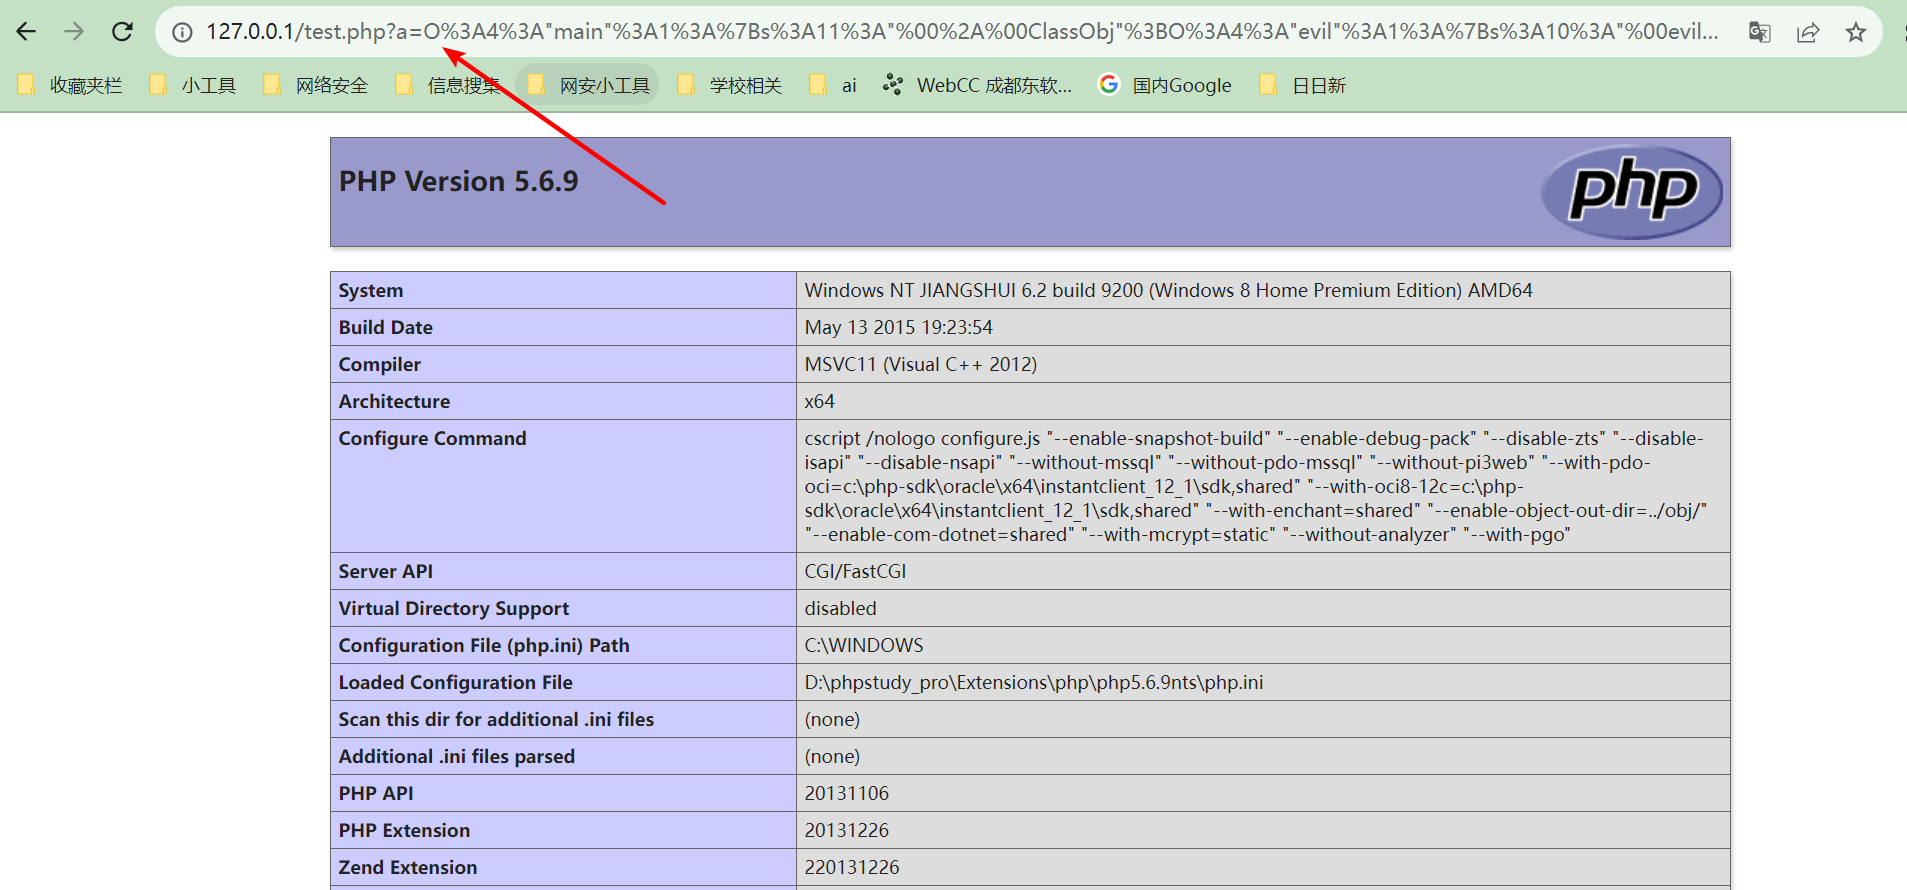 127.0.0.1/test.php?a=O%3A4%3A"main"%3A1%3A%7Bs%3A11%3A"%00%2A%00ClassObj"%3BO%3A4%3A"evil"%3A1%3A%7Bs%3A10%3A"%00evil...
收藏夹栏 小工具 网络安全 信息搜集 网安小工具 学校相关 ai WebCC 成都东软... 国内Google 日日新
PHP Version 5.6.9
php
System Windows NT JIANGSHUI 6.2 build 9200 (Windows 8 Home Premium Edition) AMD64
Build Date May 13 2015 19:23:54
Compiler MSVC11 (Visual C++ 2012)
Architecture x64
Configure Command cscript /nologo configure.js "--enable-snapshot-build" "--enable-debug-pack" "--disable-zts" "--disable-
isapi" "--disable-nsapi" "--without-mssql" "--without-pdo-mssql" "--without-pi3web" "--with-pdo-
oci=c:\php-sdk\oracle\x64\instantclient_12_1\sdk,shared" "--with-oci8-12c=c:\php-
sdk\oracle\x64\instantclient_12_1\sdk,shared" "--with-enchant=shared" "--enable-object-out-dir=../obj/"
"--enable-com-dotnet=shared" "--with-mcrypt=static" "--without-analyzer" "--with-pgo"
Server API CGI/FastCGI
Virtual Directory Support disabled
Configuration File (php.ini) Path C:\WINDOWS
Loaded Configuration File D:\phpstudy_pro\Extensions\php\php5.6.9nts\php.ini
Scan this dir for additional .ini files (none)
Additional .ini files parsed (none)
PHP API 20131106
PHP Extension 20131226
Zend Extension 220131226